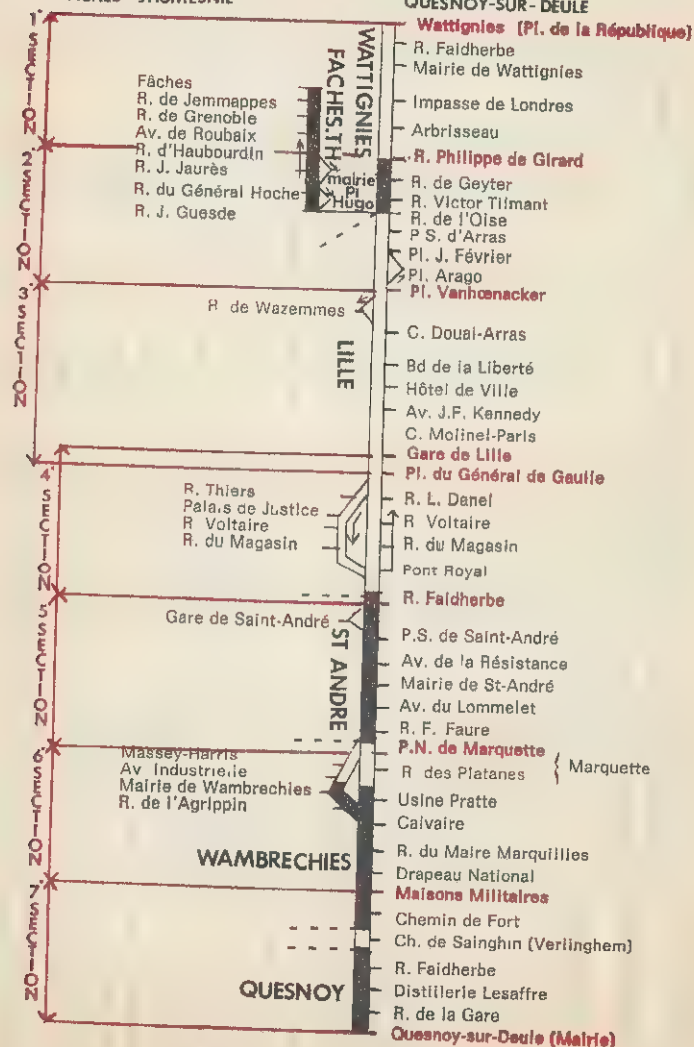 QUESNOY-SUR-DEULE
Wattignies (Pl. de la République)
R. Faidherbe
Mairie de Wattignies
Impasse de Londres
Arbrisseau
R. Philippe de Girard
R. de Geyter
R. Victor Tilmant
R. de l'Oise
P S. d'Arras
Pl. J. Février
Pl. Arago
Pl. Vanhœnacker
C. Douai-Arras
Bd de la Liberté
Hôtel de Ville
Av. J.F. Kennedy
C. Molinel-Paris
Gare de Lille
Pl. du Général de Gaulle
R. L. Danel
R Voltaire
R. du Magasin
Pont Royal
R. Faidherbe
P.S. de Saint-André
Av. de la Résistance
Mairie de St-André
Av. du Lommelet
R. F. Faure
P.N. de Marquette
R des Platanes { Marquette
Usine Pratte
Calvaire
R. du Maire Marquillies
Drapeau National
Maisons Militaires
Chemin de Fort
Ch. de Sainghin (Verlinghem)
R. Faidherbe
Distillerie Lesaffre
R. de la Gare
Quesnoy-sur-Deule (Mairie)
WATTIGNIES
FACHES.TH.
mairie
Pl
Hugo
LILLE
ST ANDRE
WAMBRECHIES
QUESNOY
Fâches
R. de Jemmappes
R. de Grenoble
Av. de Roubaix
R. d'Haubourdin
R. J. Jaurès
R. du Général Hoche
R. J. Guesde
R de Wazemmes
R. Thiers
Palais de Justice
R Voltaire
R. du Magasin
Gare de Saint-André
Massey-Harris
Av Industrielle
Mairie de Wambrechies
R. de l'Agrippin
1° SECTION
2° SECTION
3° SECTION
4° SECTION
5° SECTION
6° SECTION
7° SECTION